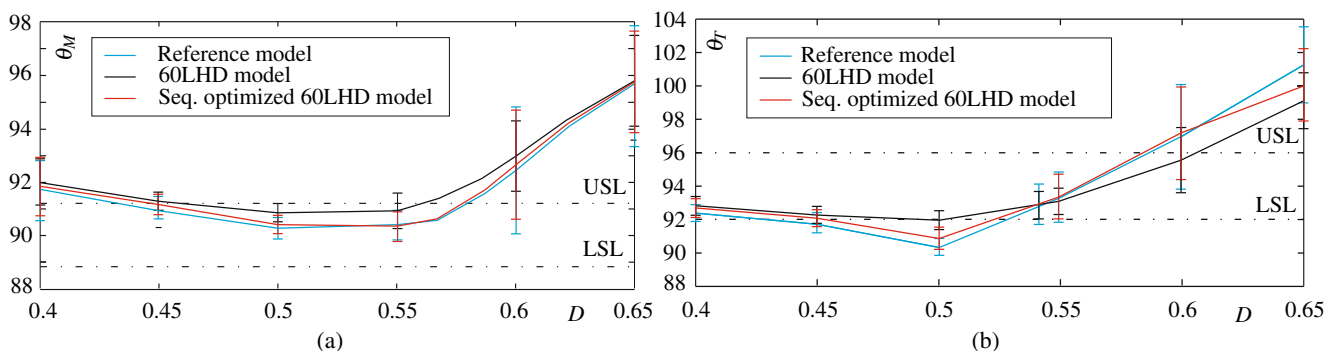 98
96
94
92
90
88
θM
Reference model
60LHD model
Seq. optimized 60LHD model
USL
LSL
0.4 0.45 0.5 0.55 0.6 D 0.65
(a)
104
102
100
98
96
94
92
90
88
θT
Reference model
60LHD model
Seq. optimized 60LHD model
USL
LSL
0.4 0.45 0.5 0.55 0.6 D 0.65
(b)